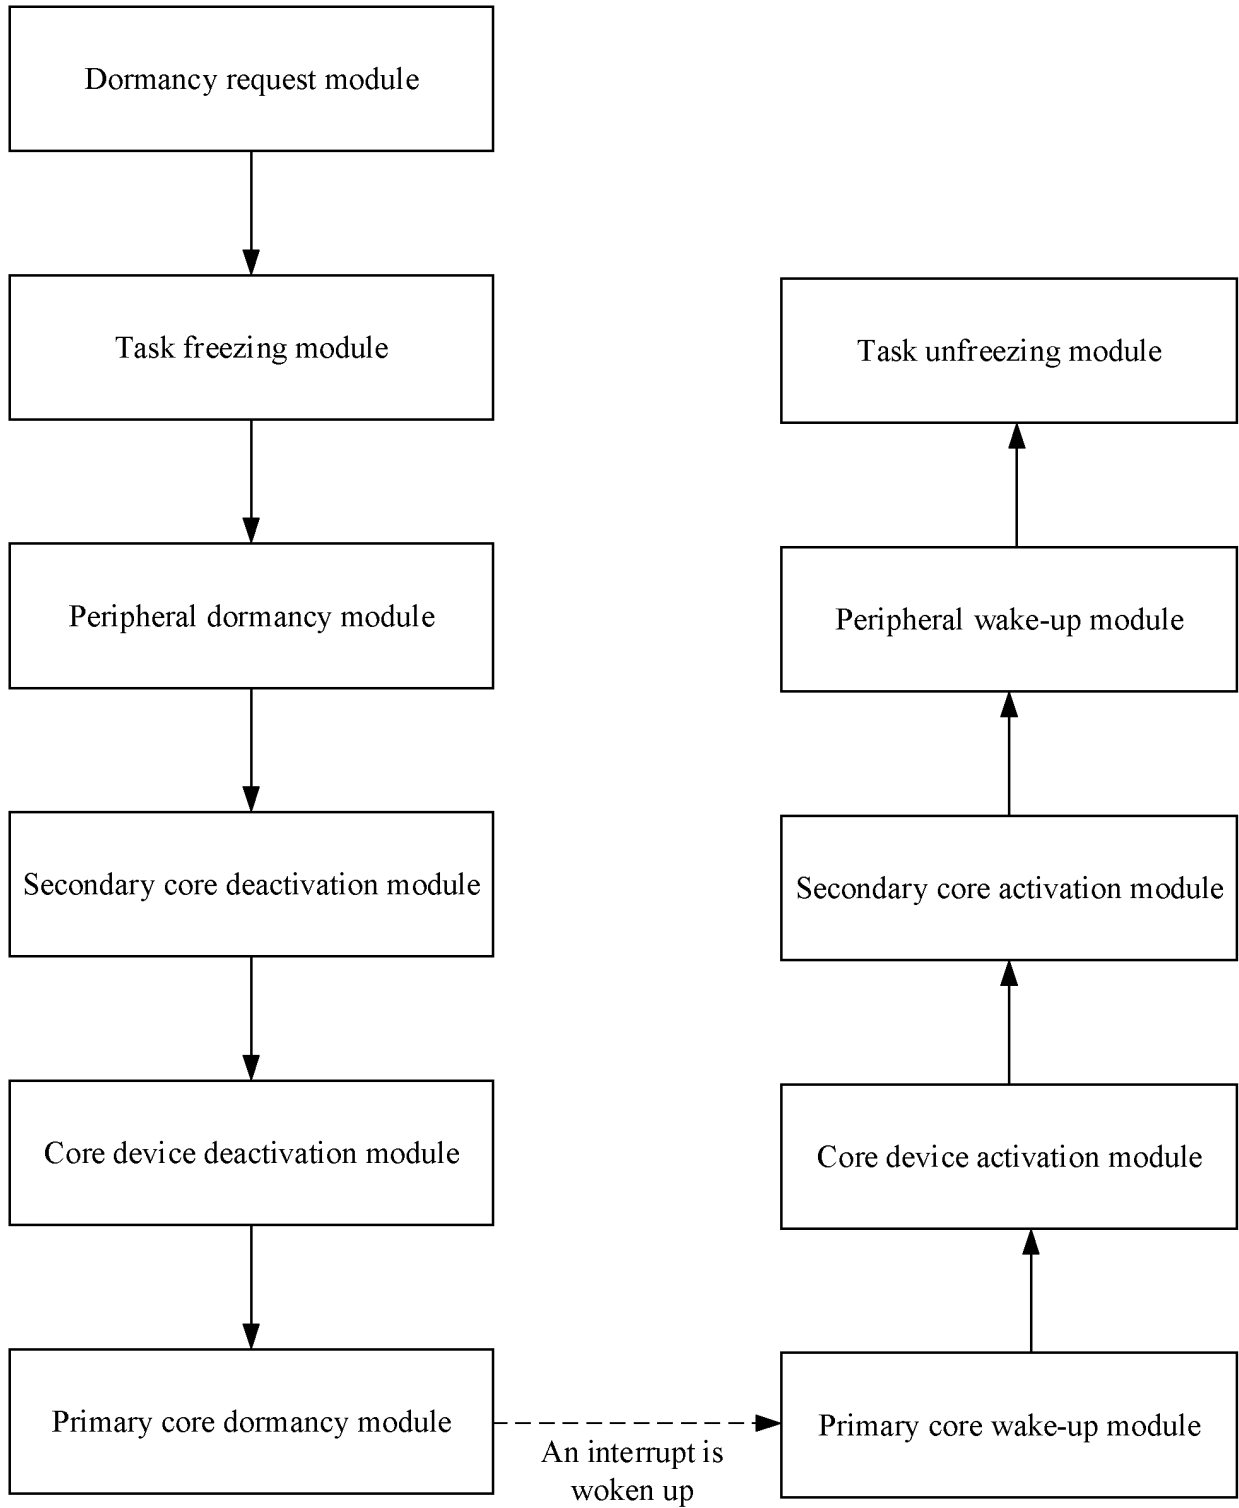 Dormancy request module
Task freezing module
Peripheral dormancy module
Secondary core deactivation module
Core device deactivation module
Primary core dormancy module
An interrupt is
woken up
Primary core wake-up module
Core device activation module
Secondary core activation module
Peripheral wake-up module
Task unfreezing module